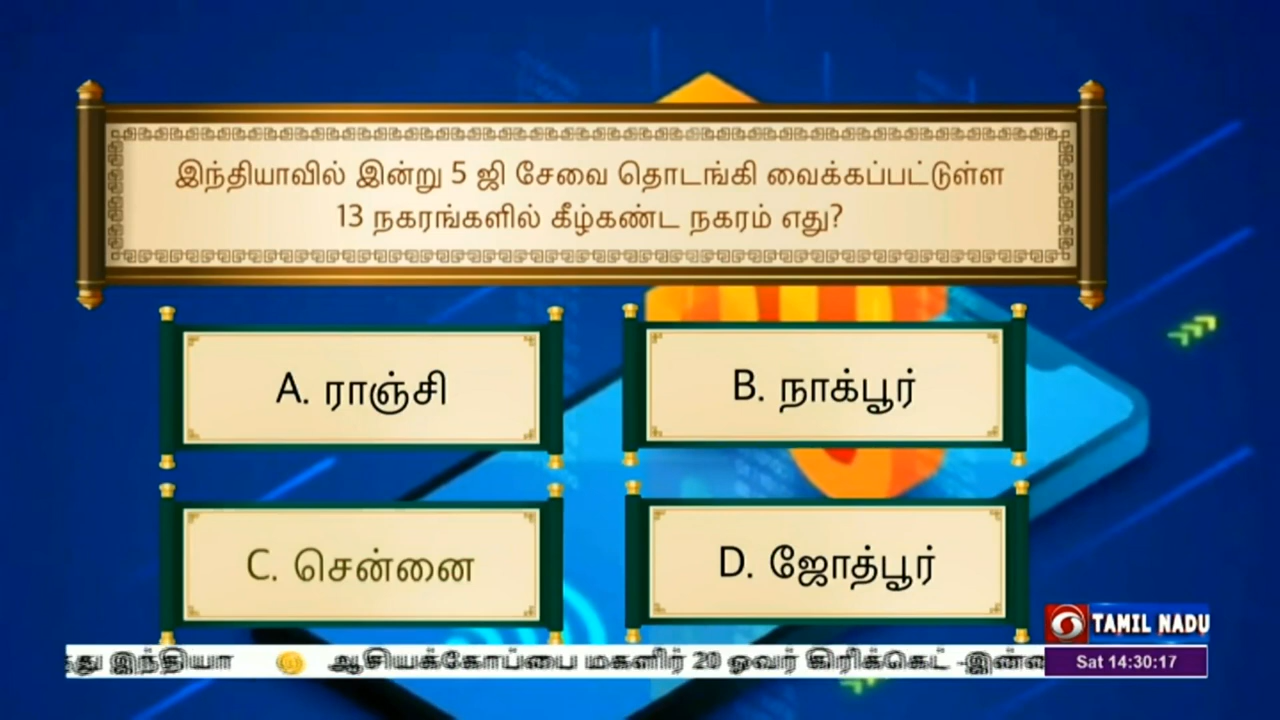 இந்தியாவில் இன்று 5 ஜி சேவை தொடங்கி வைக்கப்பட்டுள்ள
13 நகரங்களில் கீழ்கண்ட நகரம் எது?
A. ராஞ்சி
B. நாக்பூர்
C. சென்னை
D. ஜோத்பூர்
TAMIL NADU
இந்தியா ஆசியக்கோப்பை மகளிர் 20 ஓவர் கிரிக்கெட்
Sat 14:30:17